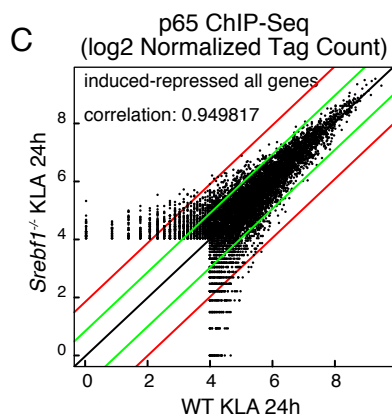 C
p65 ChIP-Seq
(log2 Normalized Tag Count)
induced-repressed all genes
correlation: 0.949817
Srebf1-/- KLA 24h
8
6
4
2
0
0 2 4 6 8
WT KLA 24h